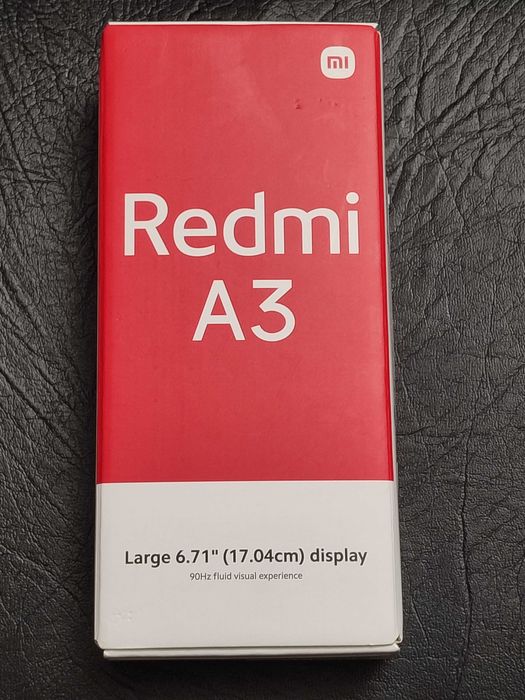 mi
Redmi
A3
Large 6.71" (17.04cm) display
90Hz fluid visual experience